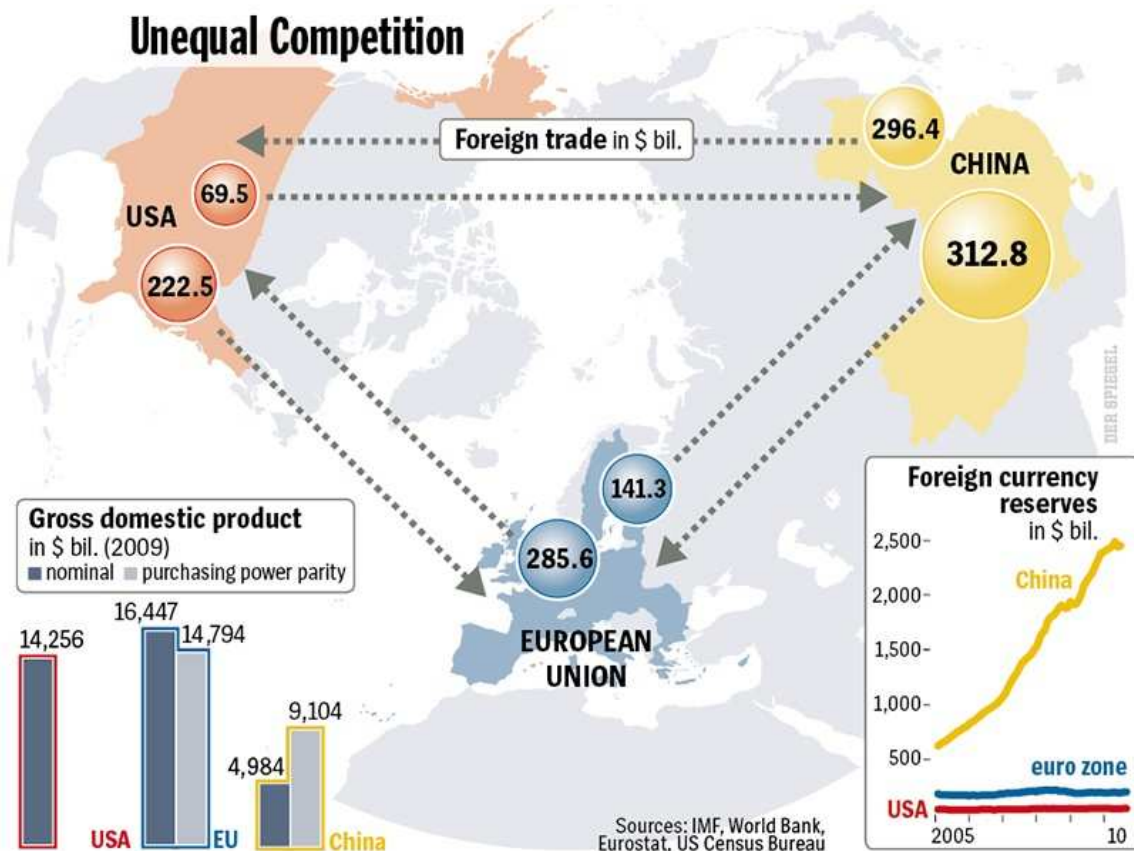 Unequal Competition
Foreign trade in $ bil.
296.4
CHINA
69.5
USA
312.8
222.5
141.3
285.6
EUROPEAN
UNION
DER SPIEGEL
Gross domestic product
in $ bil. (2009)
nominal purchasing power parity
14,256
16,447
14,794
4,984
9,104
USA
EU
China
Foreign currency
reserves
in $ bil.
2,500
China
2,000
1,500
1,000
500
euro zone
USA
2005 10
Sources: IMF, World Bank,
Eurostat, US Census Bureau